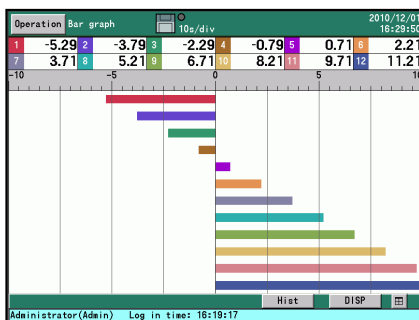 Operation Bar graph 10s/div 2010/12/01 16:29:50
1 -5.29 2 -3.79 3 -2.29 4 -0.79 5 0.71 6 2.21
7 3.71 8 5.21 9 6.71 10 8.21 11 9.71 12 11.21
-10 -5 0 5 10
Hist DISP
Administrator(Admin) Log in time: 16:19:17